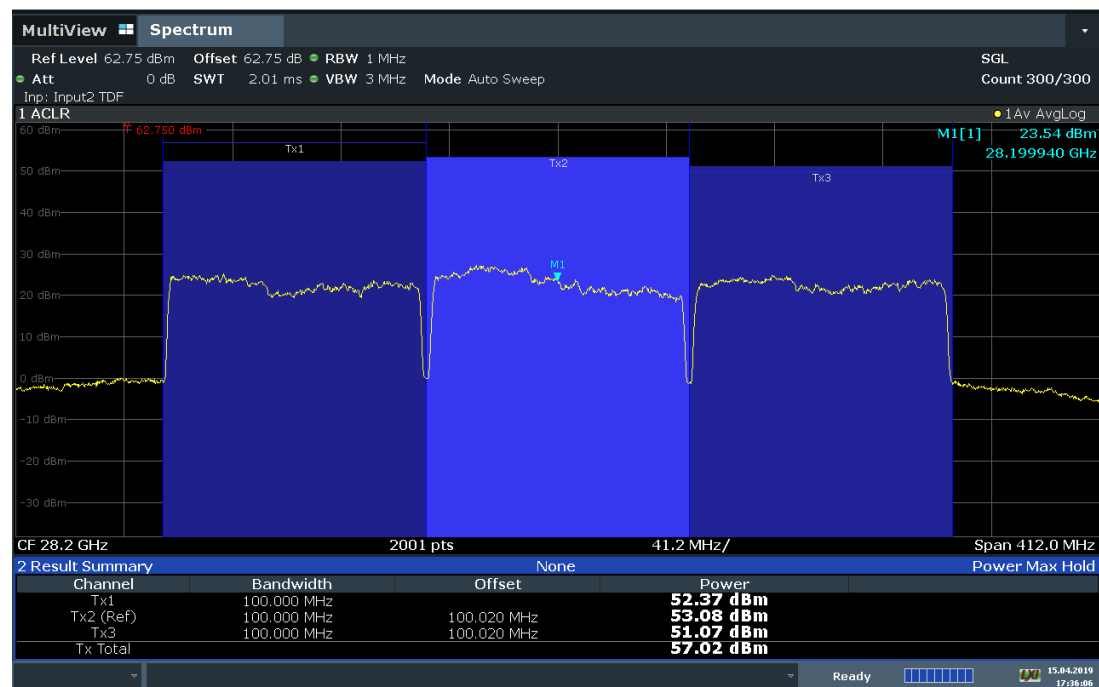 MultiView Spectrum
Ref Level 62.75 dBm Offset 62.75 dB RBW 1 MHz SGL
Att 0 dB SWT 2.01 ms VBW 3 MHz Mode Auto Sweep Count 300/300
Inp: Input2 TDF
1 ACLR 1Av AvgLog
60 dBm 62.750 dBm M1[1] 23.54 dBm
Tx1 28.199940 GHz
Tx2
50 dBm
Tx3
40 dBm
30 dBm
M1
20 dBm
10 dBm
0 dBm
-10 dBm
-20 dBm
-30 dBm
CF 28.2 GHz 2001 pts 41.2 MHz/ Span 412.0 MHz
2 Result Summary None Power Max Hold
Channel Bandwidth Offset Power
Tx1 100.000 MHz 52.37 dBm
Tx2 (Ref) 100.000 MHz 100.020 MHz 53.08 dBm
Tx3 100.000 MHz 100.020 MHz 51.07 dBm
Tx Total 57.02 dBm
Ready LXI 15.04.2019
17:36:06